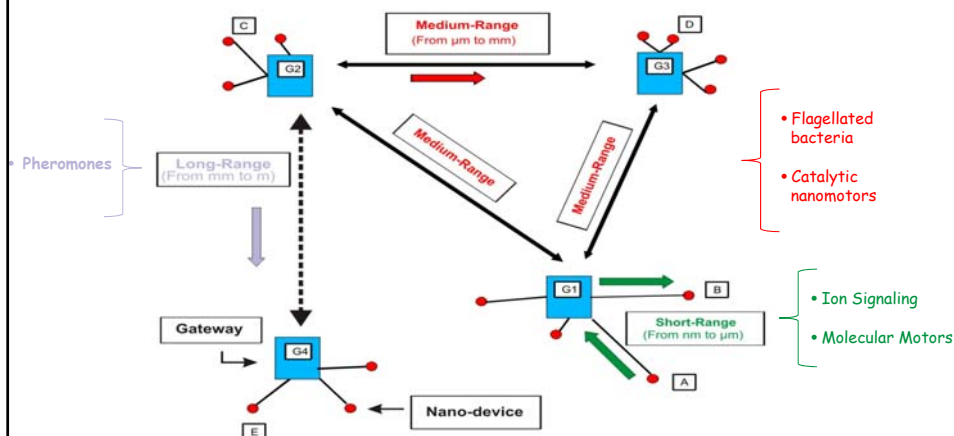 C
Medium-Range
(From µm to mm)
D
G2
G3
• Flagellated
bacteria
• Catalytic
nanomotors
• Pheromones
Long-Range
(From mm to m)
Medium-Range
Medium-Range
G1
B
Short-Range
(From nm to µm)
• Ion Signaling
• Molecular Motors
Gateway
G4
A
Nano-device
E